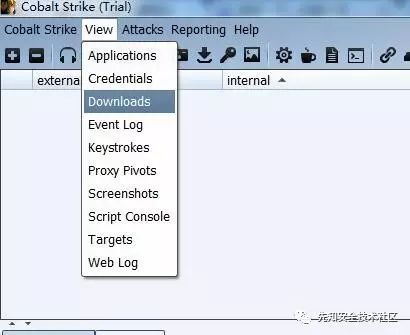 Cobalt Strike (Trial)
Cobalt Strike View Attacks Reporting Help
external internal
Applications
Credentials
Downloads
Event Log
Keystrokes
Proxy Pivots
Screenshots
Script Console
Targets
Web Log
先知安全技术社区